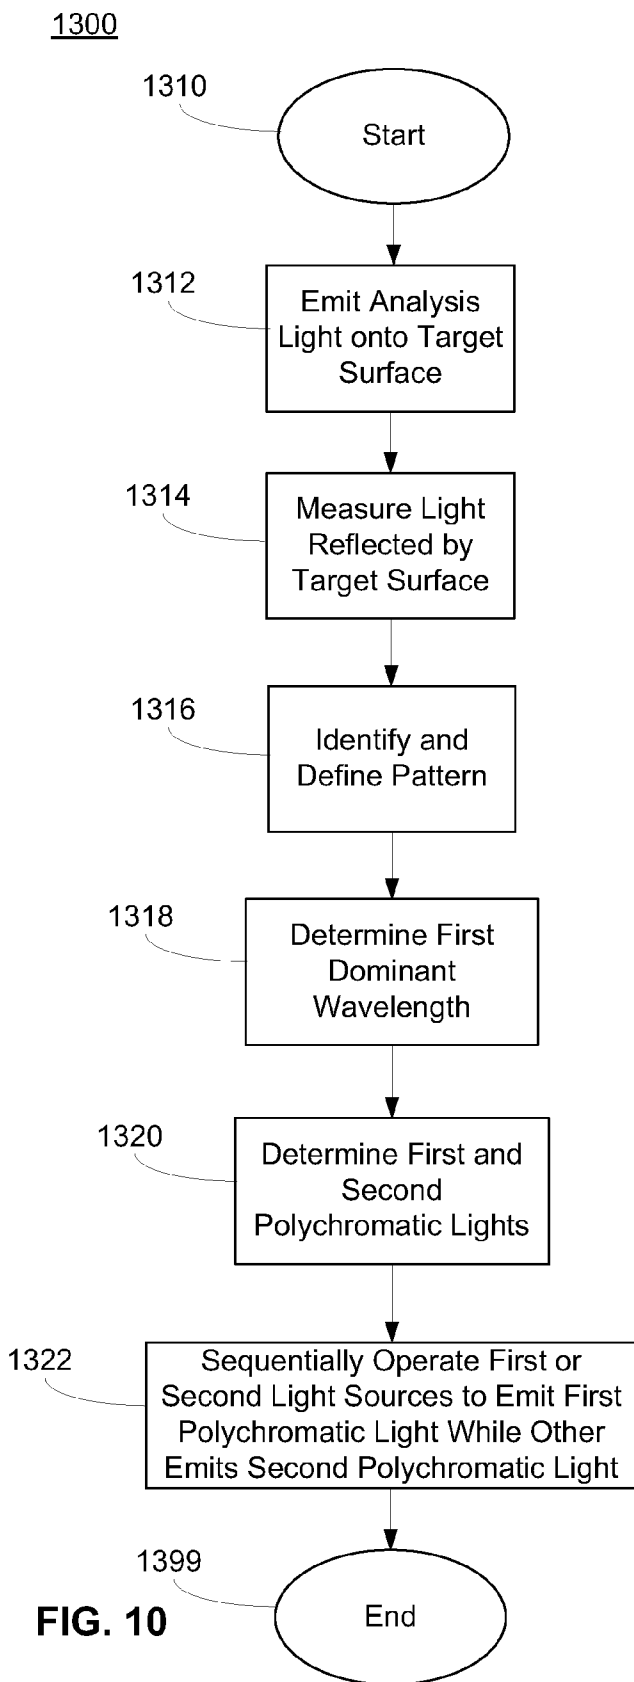 1300
1310
Start
1312
Emit Analysis
Light onto Target
Surface
1314
Measure Light
Reflected by
Target Surface
1316
Identify and
Define Pattern
1318
Determine First
Dominant
Wavelength
1320
Determine First and
Second
Polychromatic Lights
1322
Sequentially Operate First or
Second Light Sources to Emit First
Polychromatic Light While Other
Emits Second Polychromatic Light
1399
End
FIG. 10